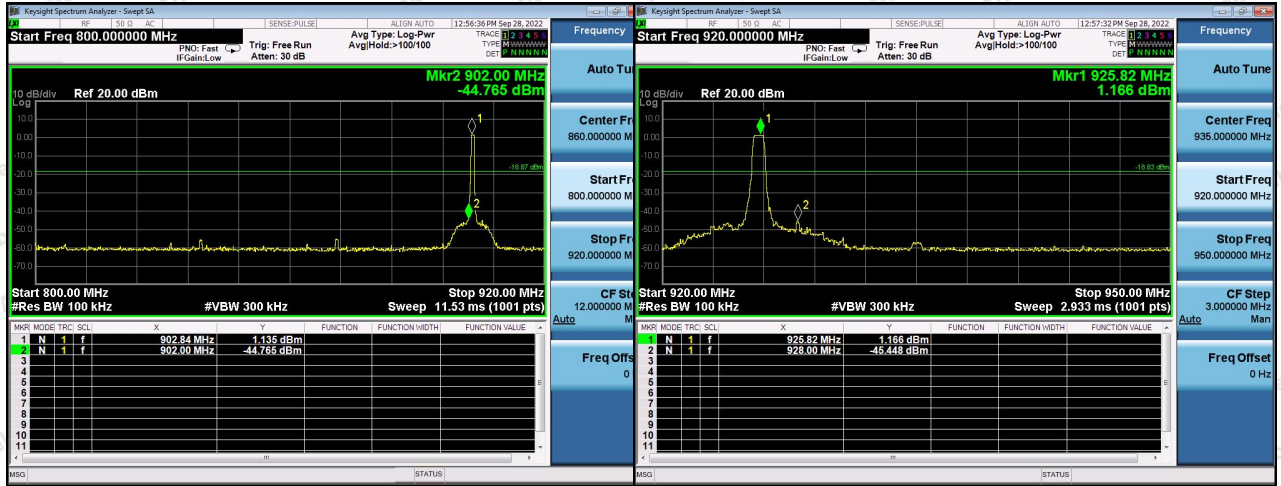 Keysight Spectrum Analyzer - Swept SA
RF 50 Ω AC SENSE:PULSE ALIGN AUTO 12:56:36 PM Sep 28, 2022
Start Freq 800.000000 MHz
PNO: Fast
IFGain:Low
Trig: Free Run
Atten: 30 dB
Avg Type: Log-Pwr
Avg|Hold:>100/100
TRACE 1 2 3 4 5 6
TYPE M WWWWW
DET P N N N N N
Mkr2 902.00 MHz
-44.765 dBm
10 dB/div Ref 20.00 dBm
Log
10.0
0.00
-10.0
-20.0
-30.0
-40.0
-50.0
-60.0
-70.0
-18.87 dBm
1
2
Start 800.00 MHz Stop 920.00 MHz
#Res BW 100 kHz #VBW 300 kHz Sweep 11.53 ms (1001 pts)
MKR MODE TRC SCL X Y FUNCTION FUNCTION WIDTH FUNCTION VALUE
1 N 1 f 902.84 MHz 1.135 dBm
2 N 1 f 902.00 MHz -44.765 dBm
3
4
5
6
7
8
9
10
11
MSG STATUS
Frequency
Auto Tu
Center Fr
860.000000 M
Start Fr
800.000000 M
Stop Fr
920.000000 M
CF St
12.000000 M
Auto M
Freq Offs
0
Keysight Spectrum Analyzer - Swept SA
RF 50 Ω AC SENSE:PULSE ALIGN AUTO 12:57:32 PM Sep 28, 2022
Start Freq 920.000000 MHz
PNO: Fast
IFGain:Low
Trig: Free Run
Atten: 30 dB
Avg Type: Log-Pwr
Avg|Hold:>100/100
TRACE 1 2 3 4 5 6
TYPE M WWWWW
DET P N N N N N
Mkr1 925.82 MHz
1.166 dBm
10 dB/div Ref 20.00 dBm
Log
10.0
0.00
-10.0
-20.0
-30.0
-40.0
-50.0
-60.0
-70.0
-18.83 dBm
1
2
Start 920.00 MHz Stop 950.00 MHz
#Res BW 100 kHz #VBW 300 kHz Sweep 2.933 ms (1001 pts)
MKR MODE TRC SCL X Y FUNCTION FUNCTION WIDTH FUNCTION VALUE
1 N 1 f 925.82 MHz 1.166 dBm
2 N 1 f 928.00 MHz -45.448 dBm
3
4
5
6
7
8
9
10
11
MSG STATUS
Frequency
Auto Tune
Center Freq
935.000000 MHz
Start Freq
920.000000 MHz
Stop Freq
950.000000 MHz
CF Step
3.000000 MHz
Auto Man
Freq Offset
0 Hz